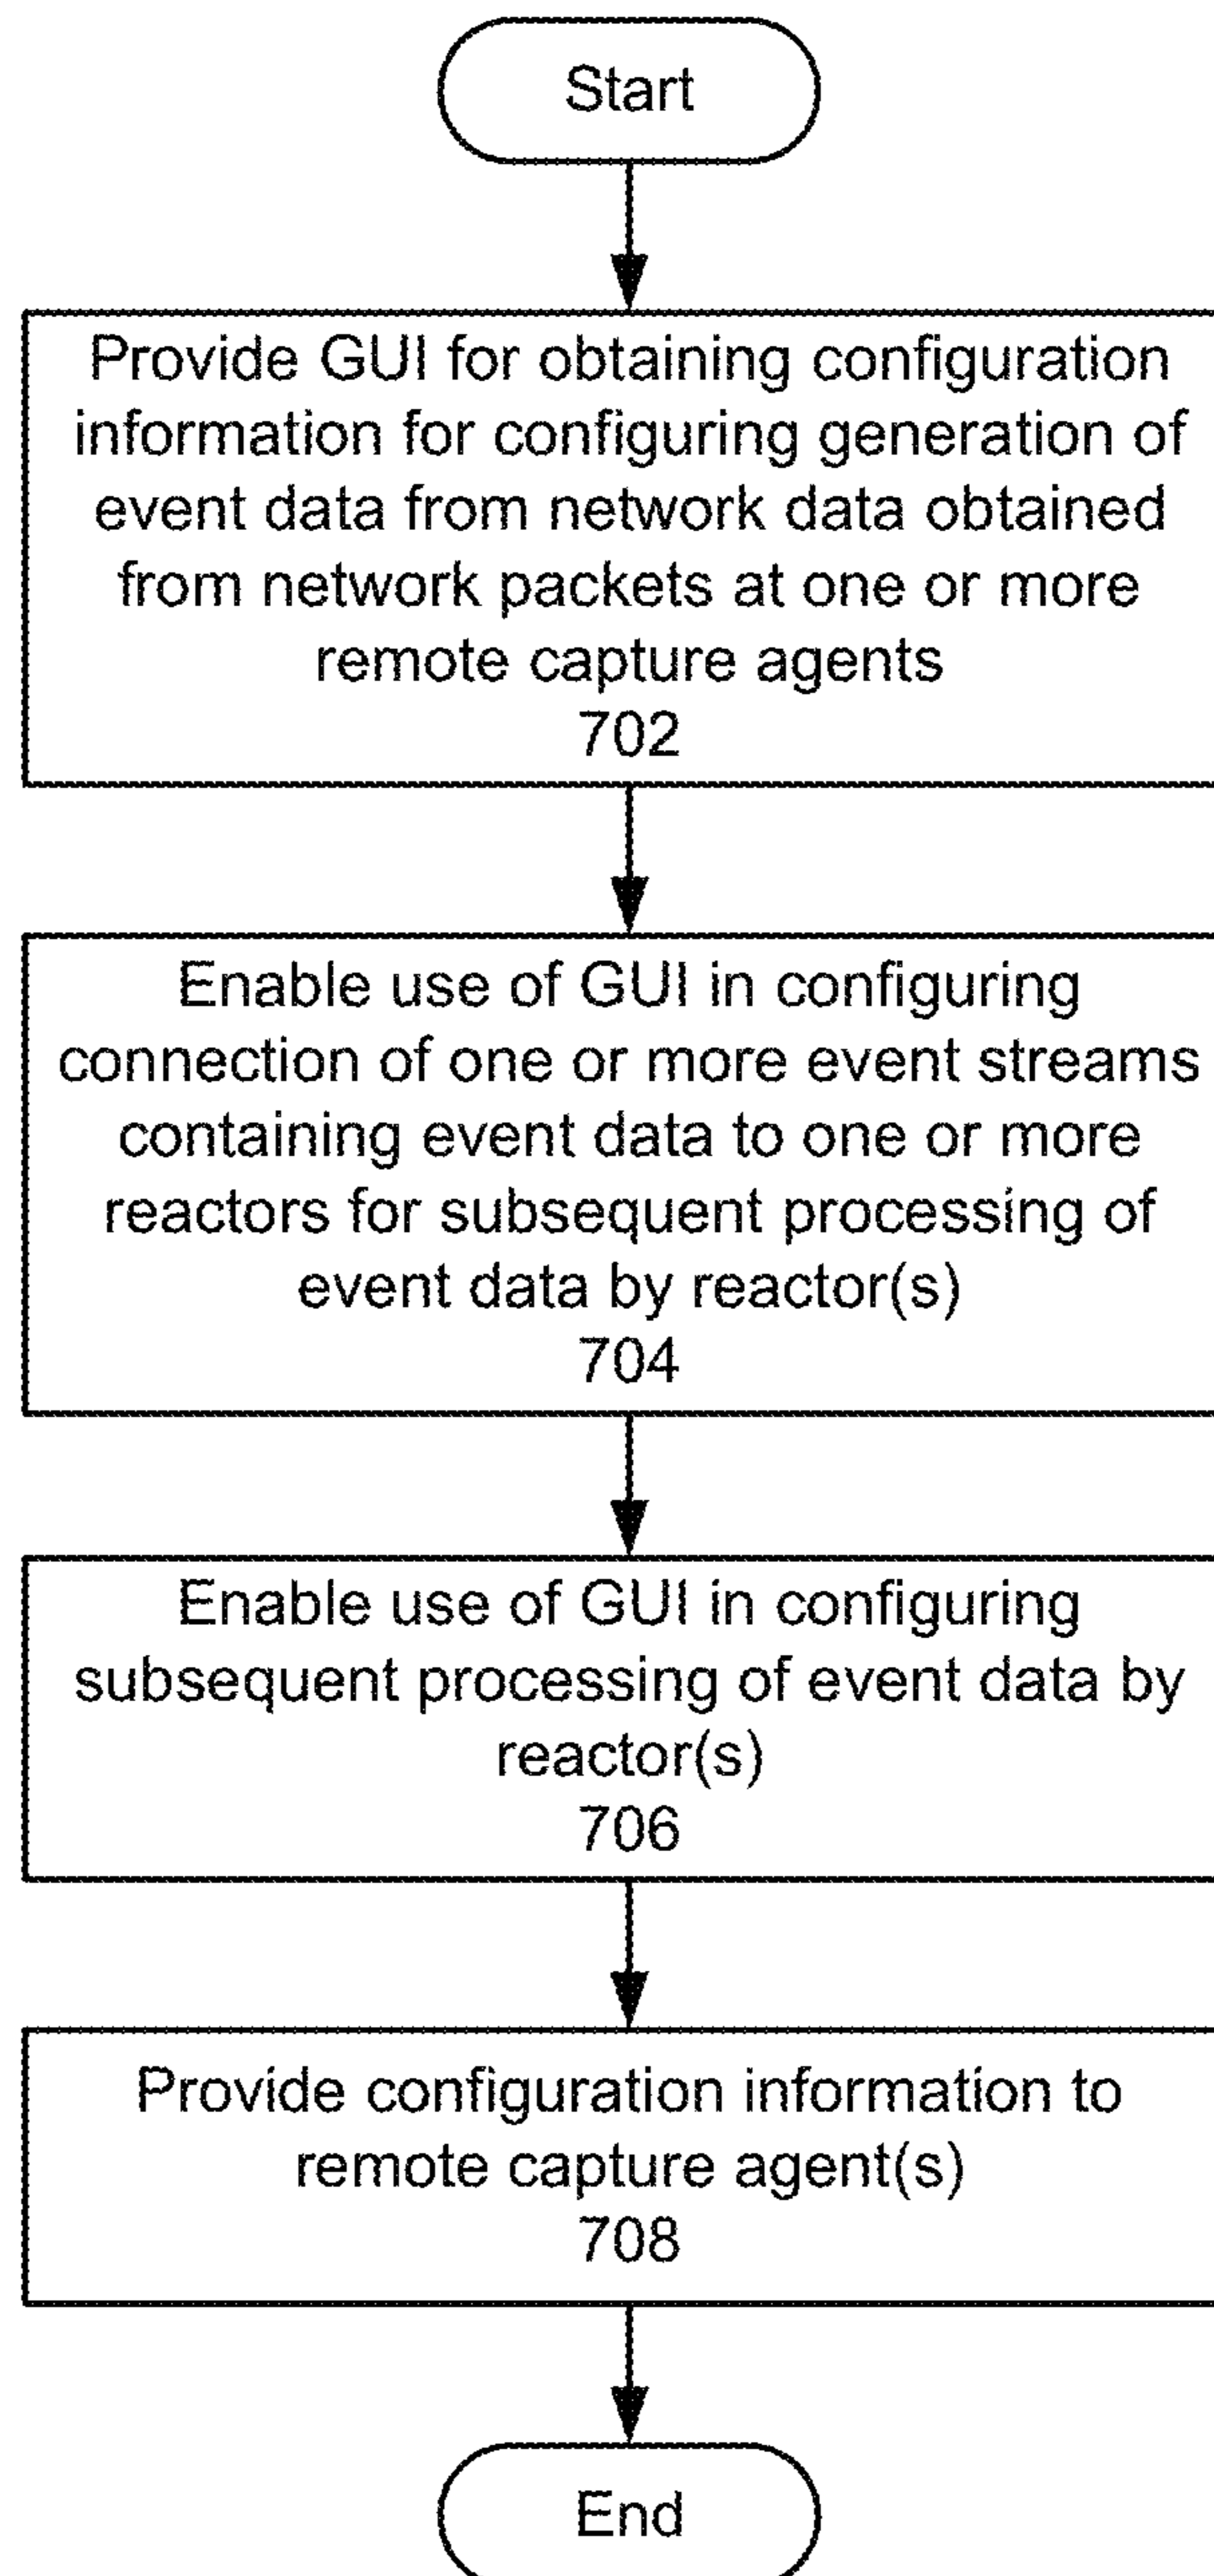 Start
Provide GUI for obtaining configuration
information for configuring generation of
event data from network data obtained
from network packets at one or more
remote capture agents
702
Enable use of GUI in configuring
connection of one or more event streams
containing event data to one or more
reactors for subsequent processing of
event data by reactor(s)
704
Enable use of GUI in configuring
subsequent processing of event data by
reactor(s)
706
Provide configuration information to
remote capture agent(s)
708
End